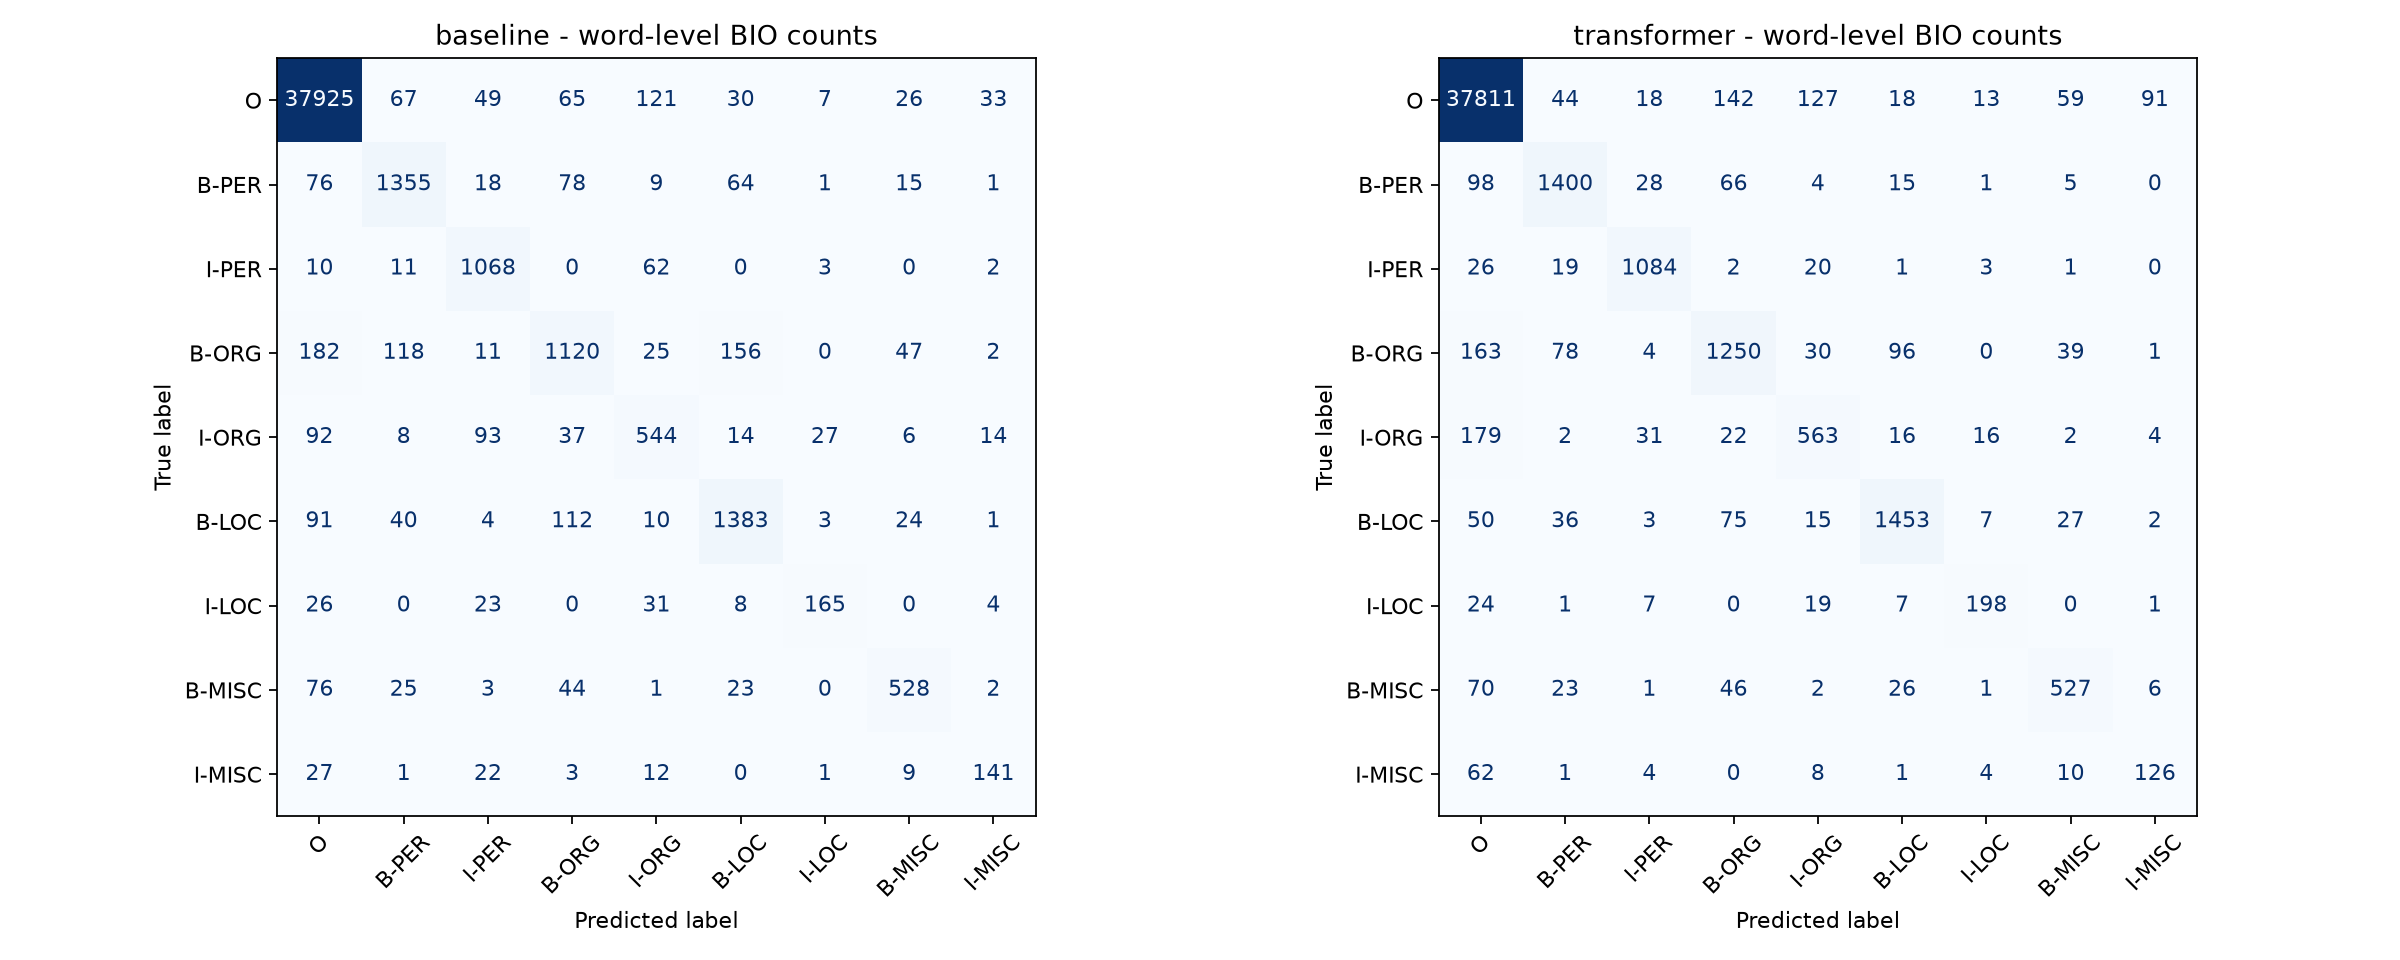 baseline - word-level BIO counts
O 37925 67 49 65 121 30 7 26 33
B-PER 76 1355 18 78 9 64 1 15 1
I-PER 10 11 1068 0 62 0 3 0 2
B-ORG 182 118 11 1120 25 156 0 47 2
I-ORG 92 8 93 37 544 14 27 6 14
B-LOC 91 40 4 112 10 1383 3 24 1
I-LOC 26 0 23 0 31 8 165 0 4
B-MISC 76 25 3 44 1 23 0 528 2
I-MISC 27 1 22 3 12 0 1 9 141
True label
O B-PER I-PER B-ORG I-ORG B-LOC I-LOC B-MISC I-MISC
Predicted label
transformer - word-level BIO counts
O 37811 44 18 142 127 18 13 59 91
B-PER 98 1400 28 66 4 15 1 5 0
I-PER 26 19 1084 2 20 1 3 1 0
B-ORG 163 78 4 1250 30 96 0 39 1
I-ORG 179 2 31 22 563 16 16 2 4
B-LOC 50 36 3 75 15 1453 7 27 2
I-LOC 24 1 7 0 19 7 198 0 1
B-MISC 70 23 1 46 2 26 1 527 6
I-MISC 62 1 4 0 8 1 4 10 126
True label
O B-PER I-PER B-ORG I-ORG B-LOC I-LOC B-MISC I-MISC
Predicted label